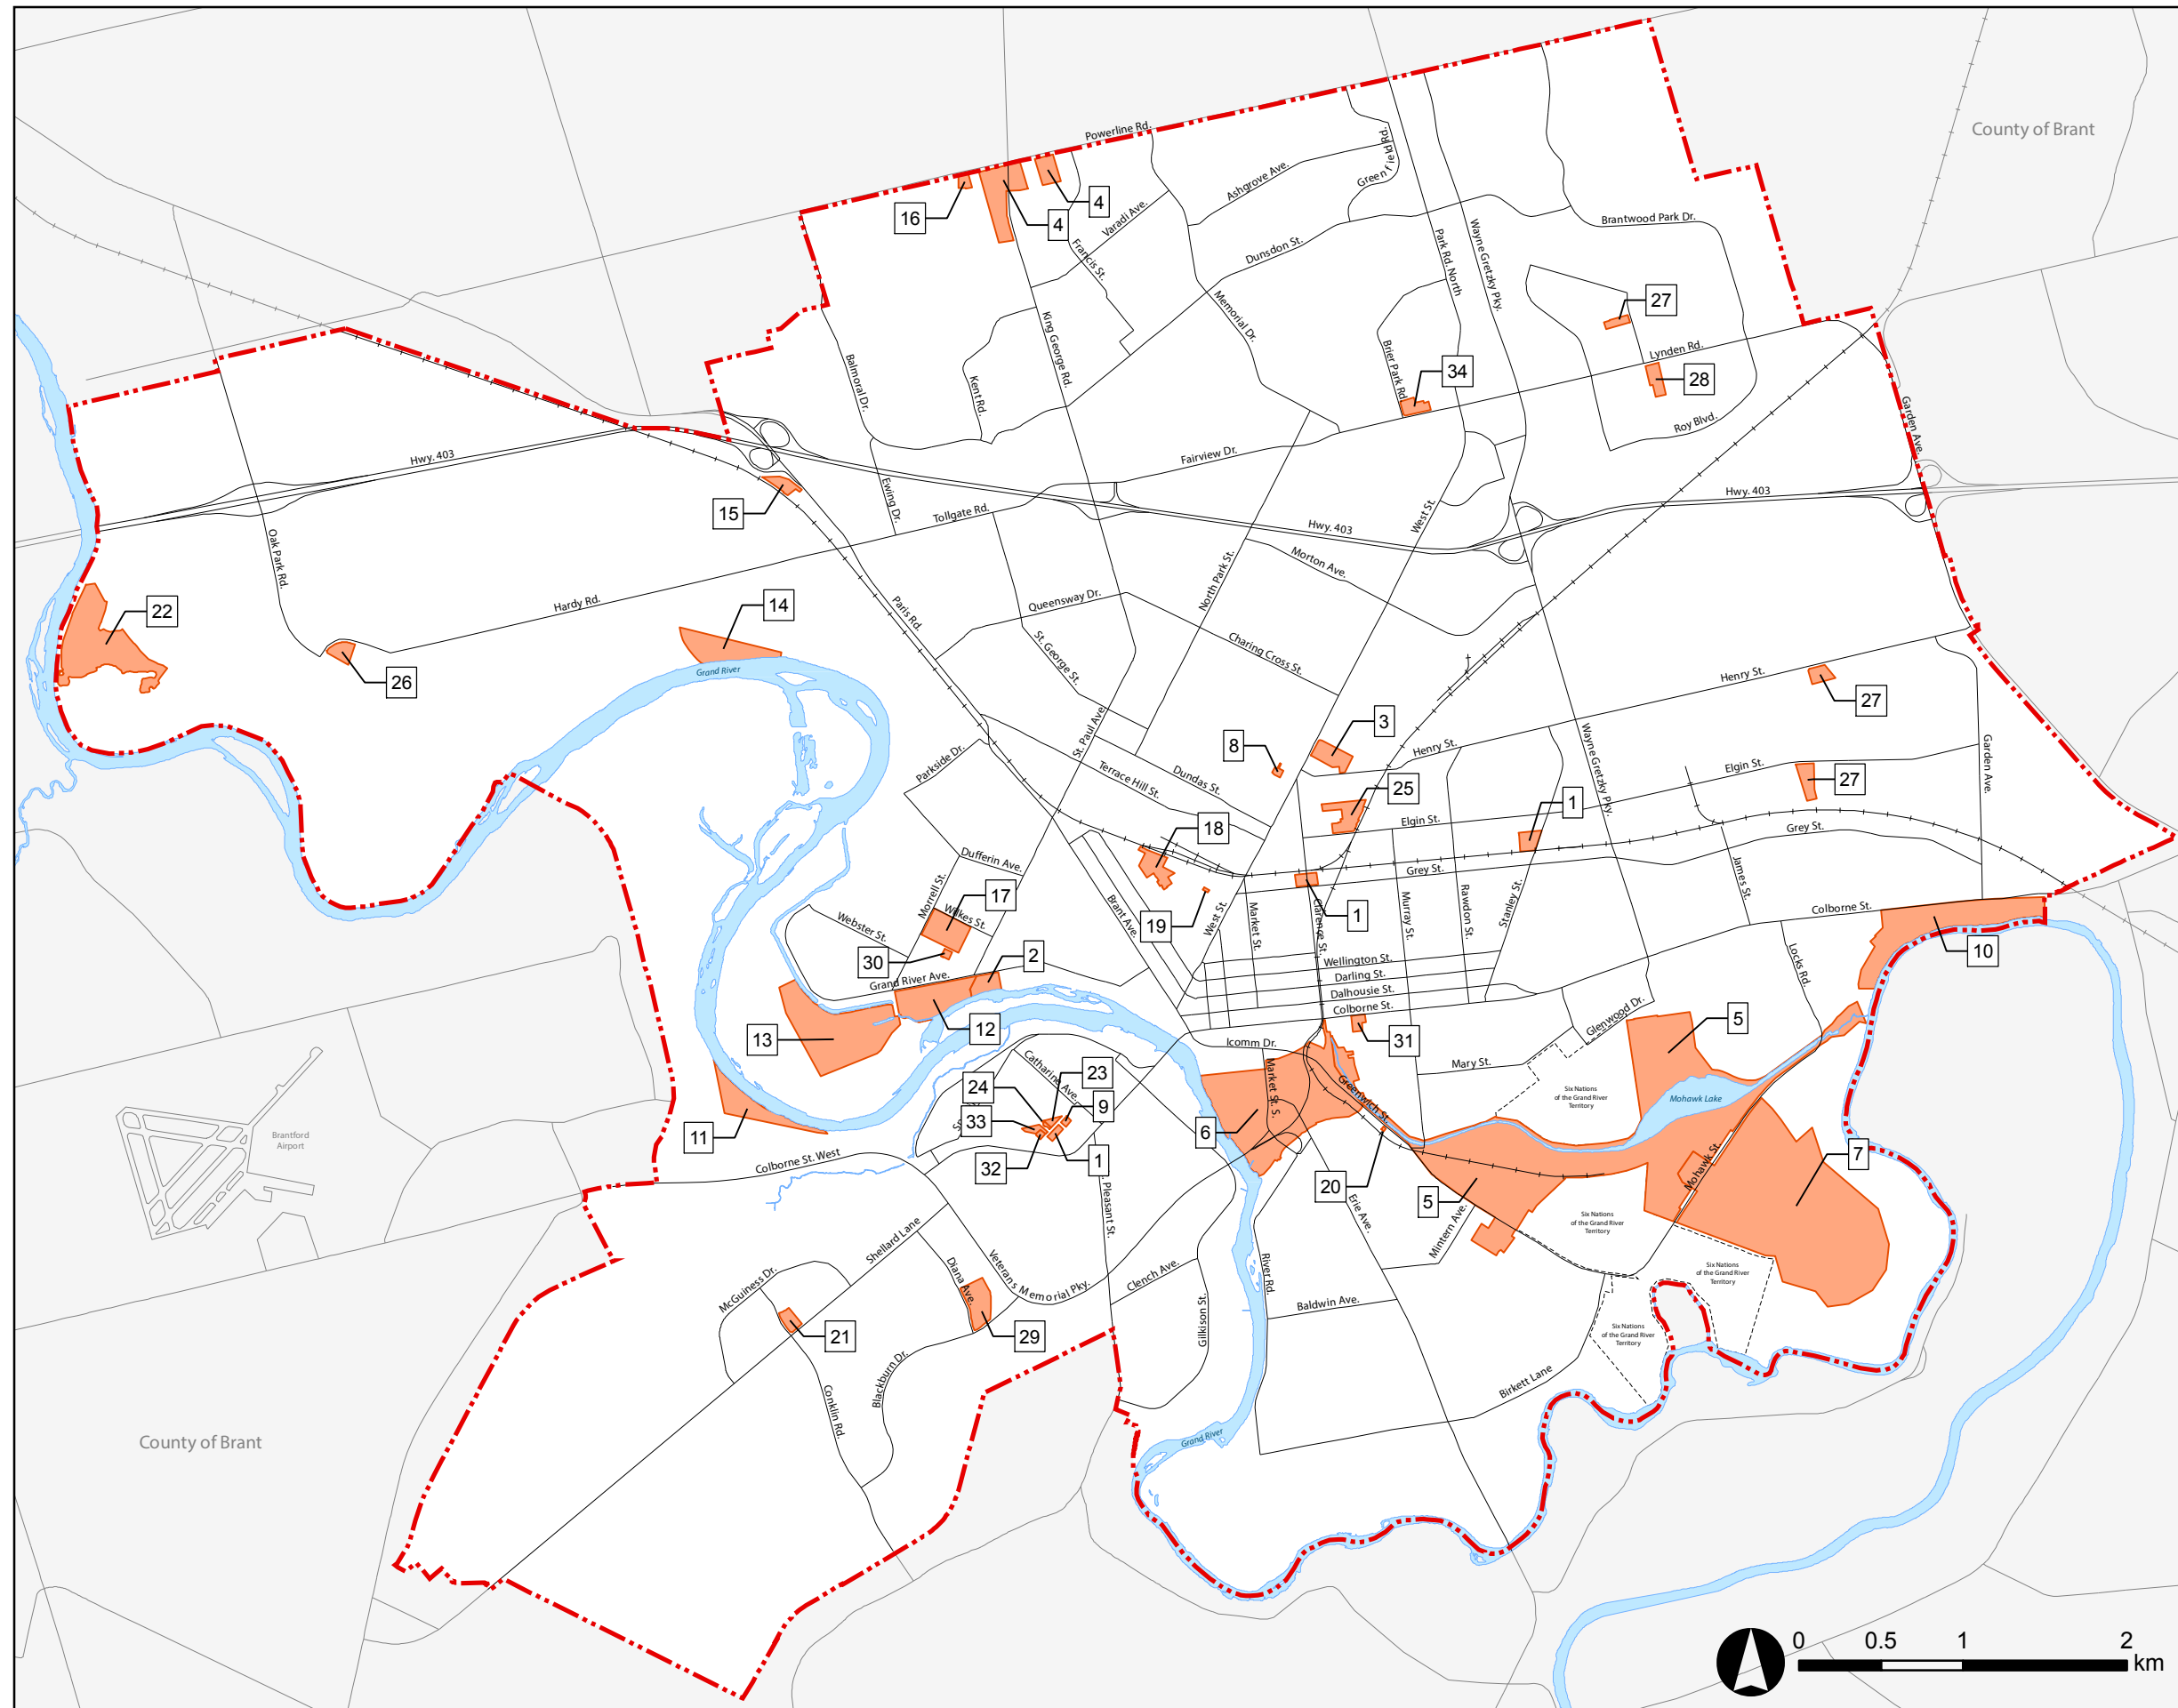 County of Brant
Powerline Rd.
Ashgrove Ave.
Green f
ield Rd.
4
16
4
Varadi Ave.
Francis St.
Dunsdon St.
Park Rd. North
Wayne Gretzky Pky.
Brantwood Park Dr.
27
Memorial Dr.
King George Rd.
Balmoral Dr.
Kent Rd.
Brier Park Rd.
34
Lynden Rd.
28
Roy Blvd.
Garden Ave.
Hwy. 403
Fairview Dr.
Ewing Dr.
Tollgate Rd.
15
Hwy. 403
Hwy. 403
West St.
Oak Park Rd.
Morton Ave.
North Park St.
Queensway Dr.
Hardy Rd.
Paris Rd.
22
14
St. George St.
Charing Cross St.
26
Grand River
Henry St.
27
3
8
St. Paul Ave.
Henry St.
Wayne Gretzky Pky.
Garden Ave.
Parkside Dr.
Terrace Hill St.
Dundas St.
Elgin St.
27
25
1
Elgin St.
18
Grey St.
Dufferin Ave.
Grey St.
James St.
Morrell St.
17
Wilkes St.
Brant Ave.
19
West St.
Market St.
1
Clarence St.
Murray St.
Rawdon St.
Stanley St.
Colborne St.
10
Webster St.
30
2
Grand River Ave.
Wellington St.
Darling St.
Dalhousie St.
Colborne St.
Locks Rd.
12
13
31
Icomm Dr.
Glenwood Dr.
5
Mary St.
Catharine Ave.
23
24
Market St. S.
Greenwich St.
Six Nations
of the Grand River
Territory
Mohawk Lake
9
33
11
6
32
1
Brantford
Airport
Colborne St. West
Mohawk St.
7
20
5
. Pleasant St.
Erie Ave.
Mintern Ave.
Six Nations
of the Grand River
Territory
Shellard Lane
Diana Ave.
Veterans Memorial Pky.
Clench Ave.
River Rd.
Six Nations
of the Grand River
Territory
McGuiness Dr.
21
29
Gilkison St.
Baldwin Ave.
Six Nations
of the Grand River
Territory
Blackburn Dr.
Conklin Rd.
Birkett Lane
Grand River
County of Brant
0 0.5 1 2
km